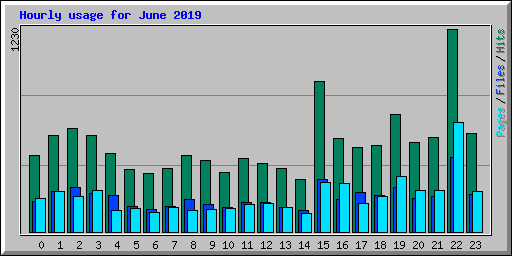 Hourly usage for June 2019
1230
Pages/Files/Hits
0 1 2 3 4 5 6 7 8 9 10 11 12 13 14 15 16 17 18 19 20 21 22 23